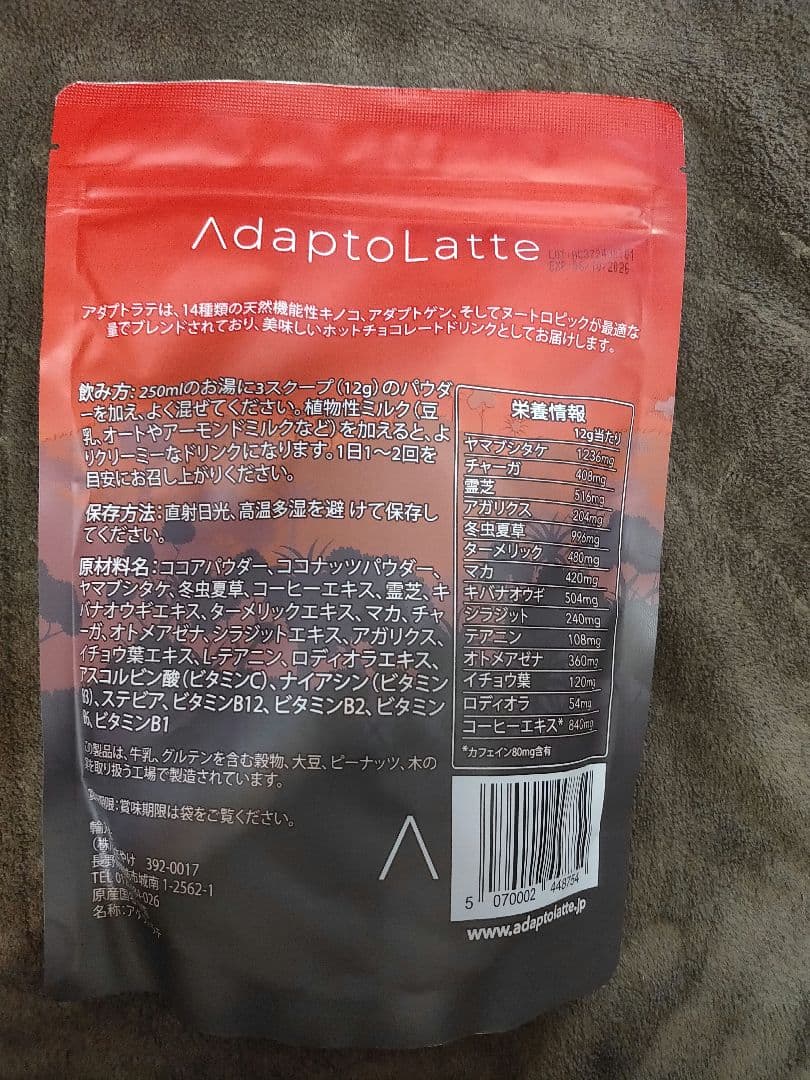 AdaptoLatte
EXP:06/10/2026
アダプトラテは、14種類の天然機能性キノコ、アダプトゲン、そしてヌートロピックが最適な
量でブレンドされており、美味しいホットチョコレートドリンクとしてお届けします。
飲み方: 250mlのお湯に3スクープ（12g）のパウダ
ーを加え、よく混ぜてください。植物性ミルク（豆
乳、オートやアーモンドミルクなど）を加えると、よ
りクリーミーなドリンクになります。1日1〜2回を
目安にお召し上がりください。
保存方法：直射日光、高温多湿を避 けて保存し
てください。
原材料名：ココアパウダー、ココナッツパウダー、
ヤマブシタケ、冬虫夏草、コーヒーエキス、霊芝、キ
バナオウギエキス、ターメリックエキス、マカ、チャ
ーガ、オトメアゼナ、シラジットエキス、アガリクス、
イチョウ葉エキス、L-テアニン、ロディオラエキス、
アスコルビン酸（ビタミンC）、ナイアシン（ビタミン
B3）、ステビア、ビタミンB12、ビタミンB2、ビタミン
B6、ビタミンB1
この製品は、牛乳、グルテンを含む穀物、大豆、ピーナッツ、木の
実を取り扱う工場で製造されています。
期限：賞味期限は袋をご覧ください。
輸
（株）
長野 392-0017
TEL 市城南 1-2562-1
原産国 -026
名称：ア
栄養情報
12g当たり
ヤマブシタケ 1236mg
チャーガ 408mg
霊芝 516mg
アガリクス 204mg
冬虫夏草 996mg
ターメリック 480mg
マカ 420mg
キバナオウギ 504mg
シラジット 240mg
テアニン 108mg
オトメアゼナ 360mg
イチョウ葉 120mg
ロディオラ 54mg
コーヒーエキス* 840mg
*カフェイン80mg含有
5 070002 448754
www.adaptolatte.jp